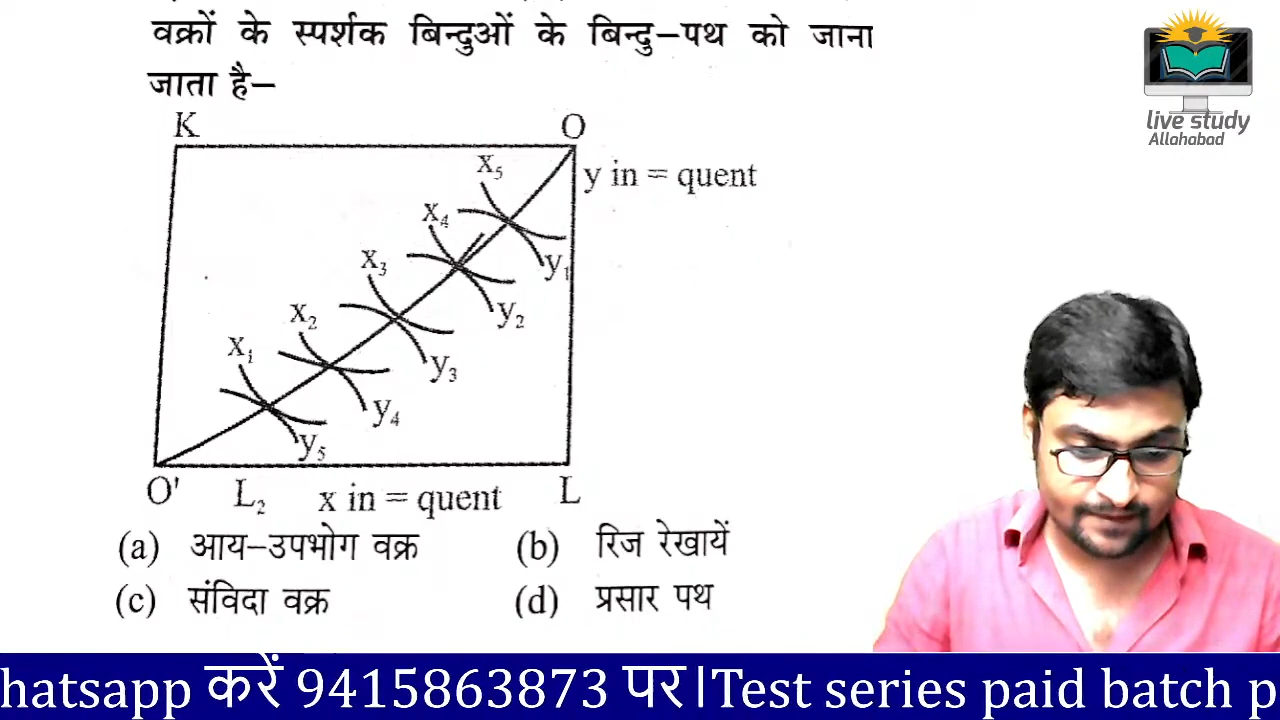 वक्रों के स्पर्शक बिन्दुओं के बिन्दु–पथ को जाना
जाता है–
live study
Allahabad
K
O
y in = quent
x5
x4
x3
x2
x1
y1
y2
y3
y4
y5
O'
L2
x in = quent
L
(a) आय–उपभोग वक्र
(b) रिज रेखायें
(c) संविदा वक्र
(d) प्रसार पथ
hatsapp करें 9415863873 पर।Test series paid batch p